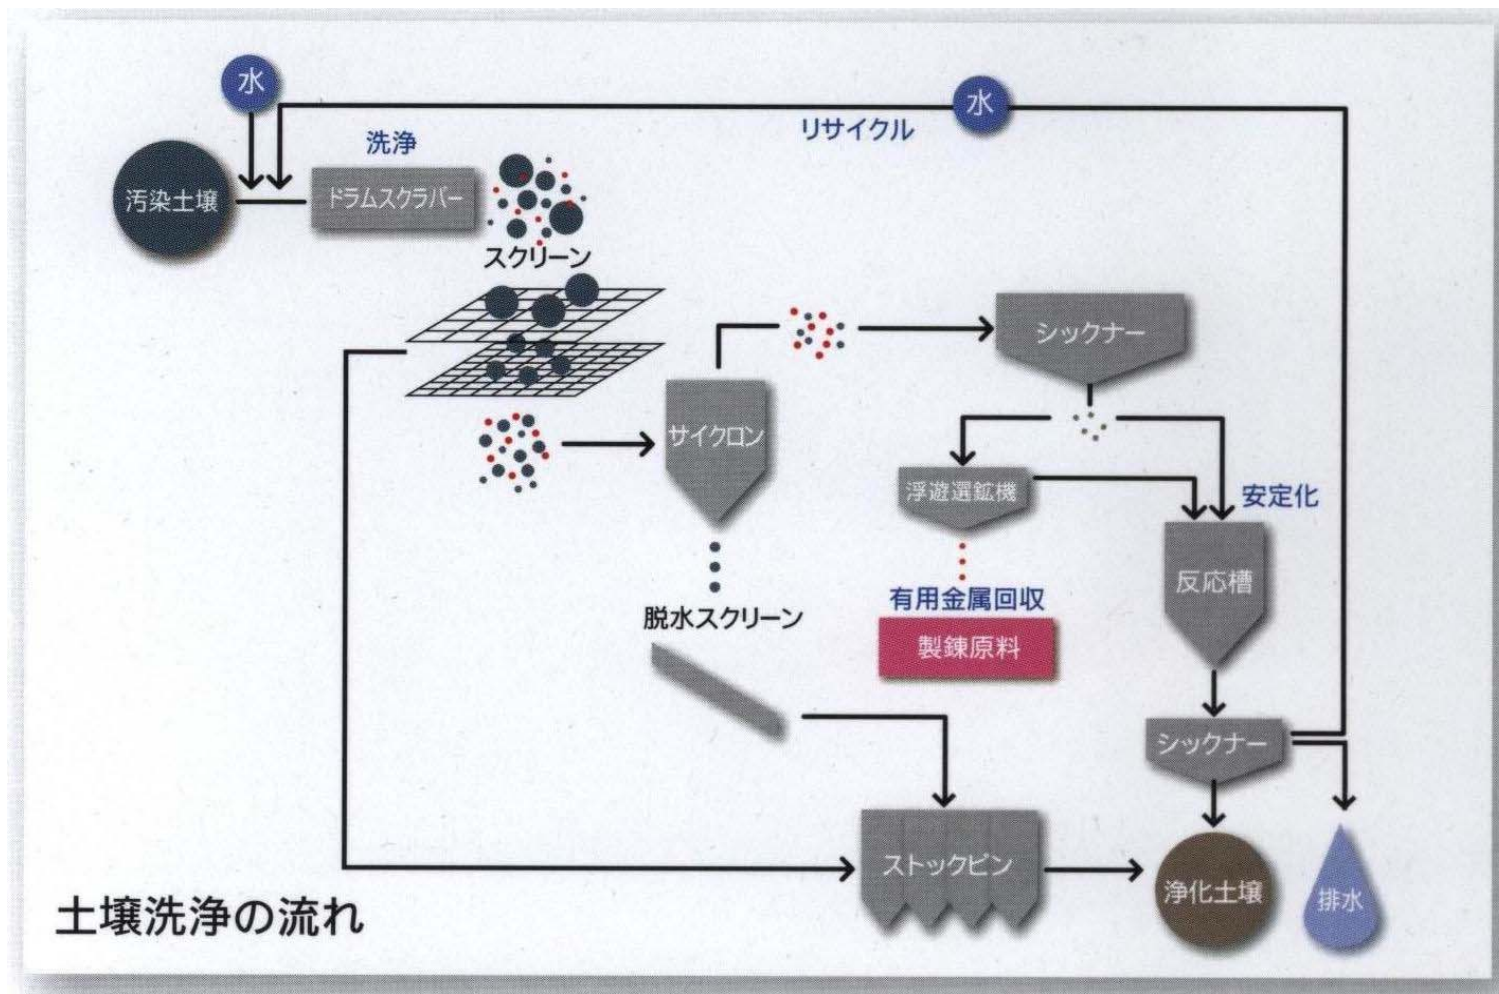 水
水
リサイクル
洗浄
汚染土壌
ドラムスクラバー
スクリーン
シックナー
サイクロン
浮遊選鉱機
安定化
反応槽
有用金属回収
製錬原料
脱水スクリーン
シックナー
ストックビン
浄化土壌
排水
土壌洗浄の流れ